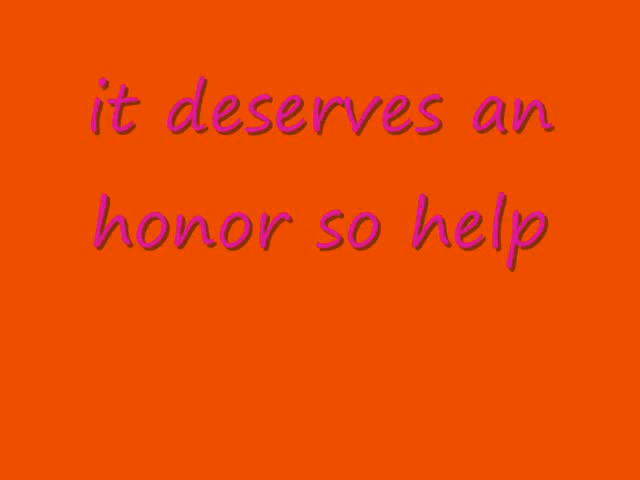 it deserves an
honor so help